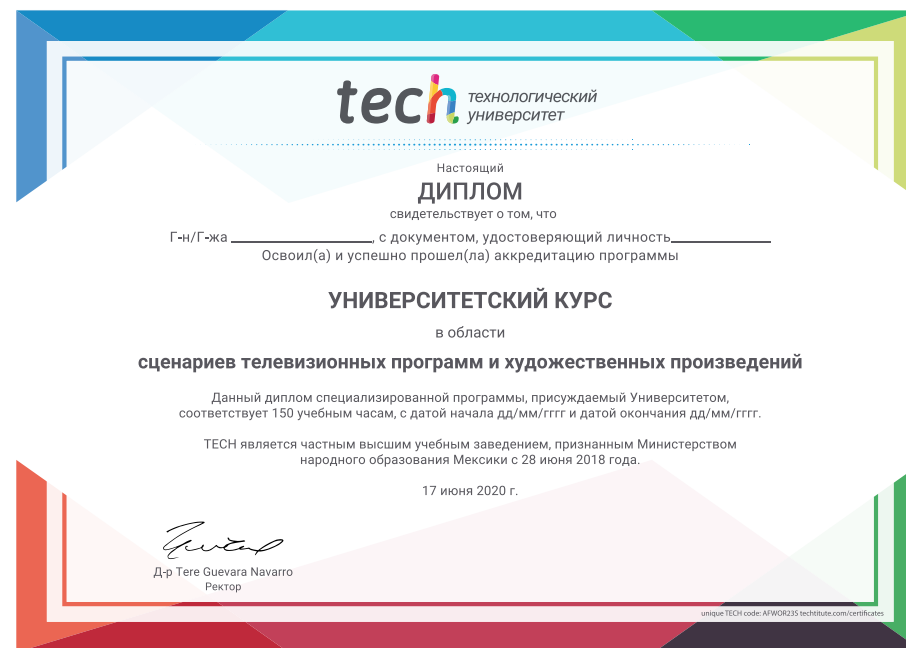 tech технологический
университет
Настоящий
ДИПЛОМ
свидетельствует о том, что
Г-н/Г-жа ____________________, с документом, удостоверяющий личность______________
Освоил(а) и успешно прошел(ла) аккредитацию программы
УНИВЕРСИТЕТСКИЙ КУРС
в области
сценариев телевизионных программ и художественных произведений
Данный диплом специализированной программы, присуждаемый Университетом,
соответствует 150 учебным часам, с датой начала дд/мм/гггг и датой окончания дд/мм/гггг.
TECH является частным высшим учебным заведением, признанным Министерством
народного образования Мексики с 28 июня 2018 года.
17 июня 2020 г.
Д-р Tere Guevara Navarro
Ректор
unique TECH code: AFWOR23S techtitute.com/certificates